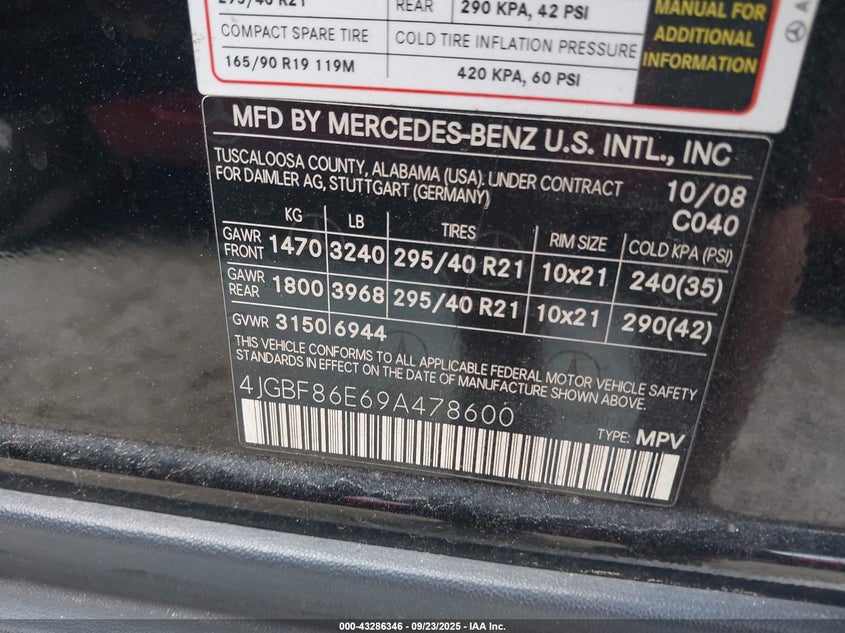 295/40 R21
REAR 290 KPA, 42 PSI
MANUAL FOR
ADDITIONAL
INFORMATION
COMPACT SPARE TIRE COLD TIRE INFLATION PRESSURE
165/90 R19 119M 420 KPA, 60 PSI
A
MFD BY MERCEDES-BENZ U.S. INTL., INC
TUSCALOOSA COUNTY, ALABAMA (USA). UNDER CONTRACT 10/08
FOR DAIMLER AG, STUTTGART (GERMANY) C040
KG LB TIRES RIM SIZE COLD KPA (PSI)
GAWR FRONT 1470 3240 295/40 R21 10x21 240(35)
GAWR REAR 1800 3968 295/40 R21 10x21 290(42)
GVWR 3150 6944
THIS VEHICLE CONFORMS TO ALL APPLICABLE FEDERAL MOTOR VEHICLE SAFETY
STANDARDS IN EFFECT ON THE DATE OF MANUFACTURE SHOWN ABOVE.
4JGBF86E69A478600
TYPE: MPV
000-43286346 - 09/23/2025 - IAA Inc.